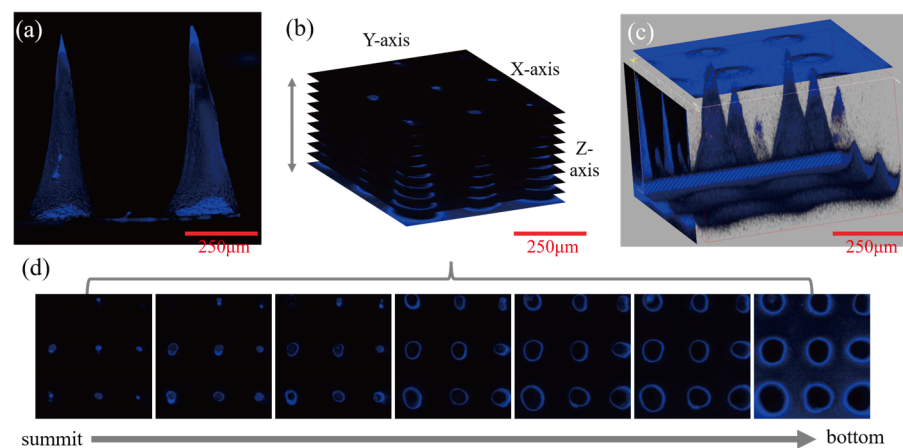 (a)
250μm
(b)
Y-axis
X-axis
Z-
axis
250μm
(c)
250μm
(d)
summit
bottom